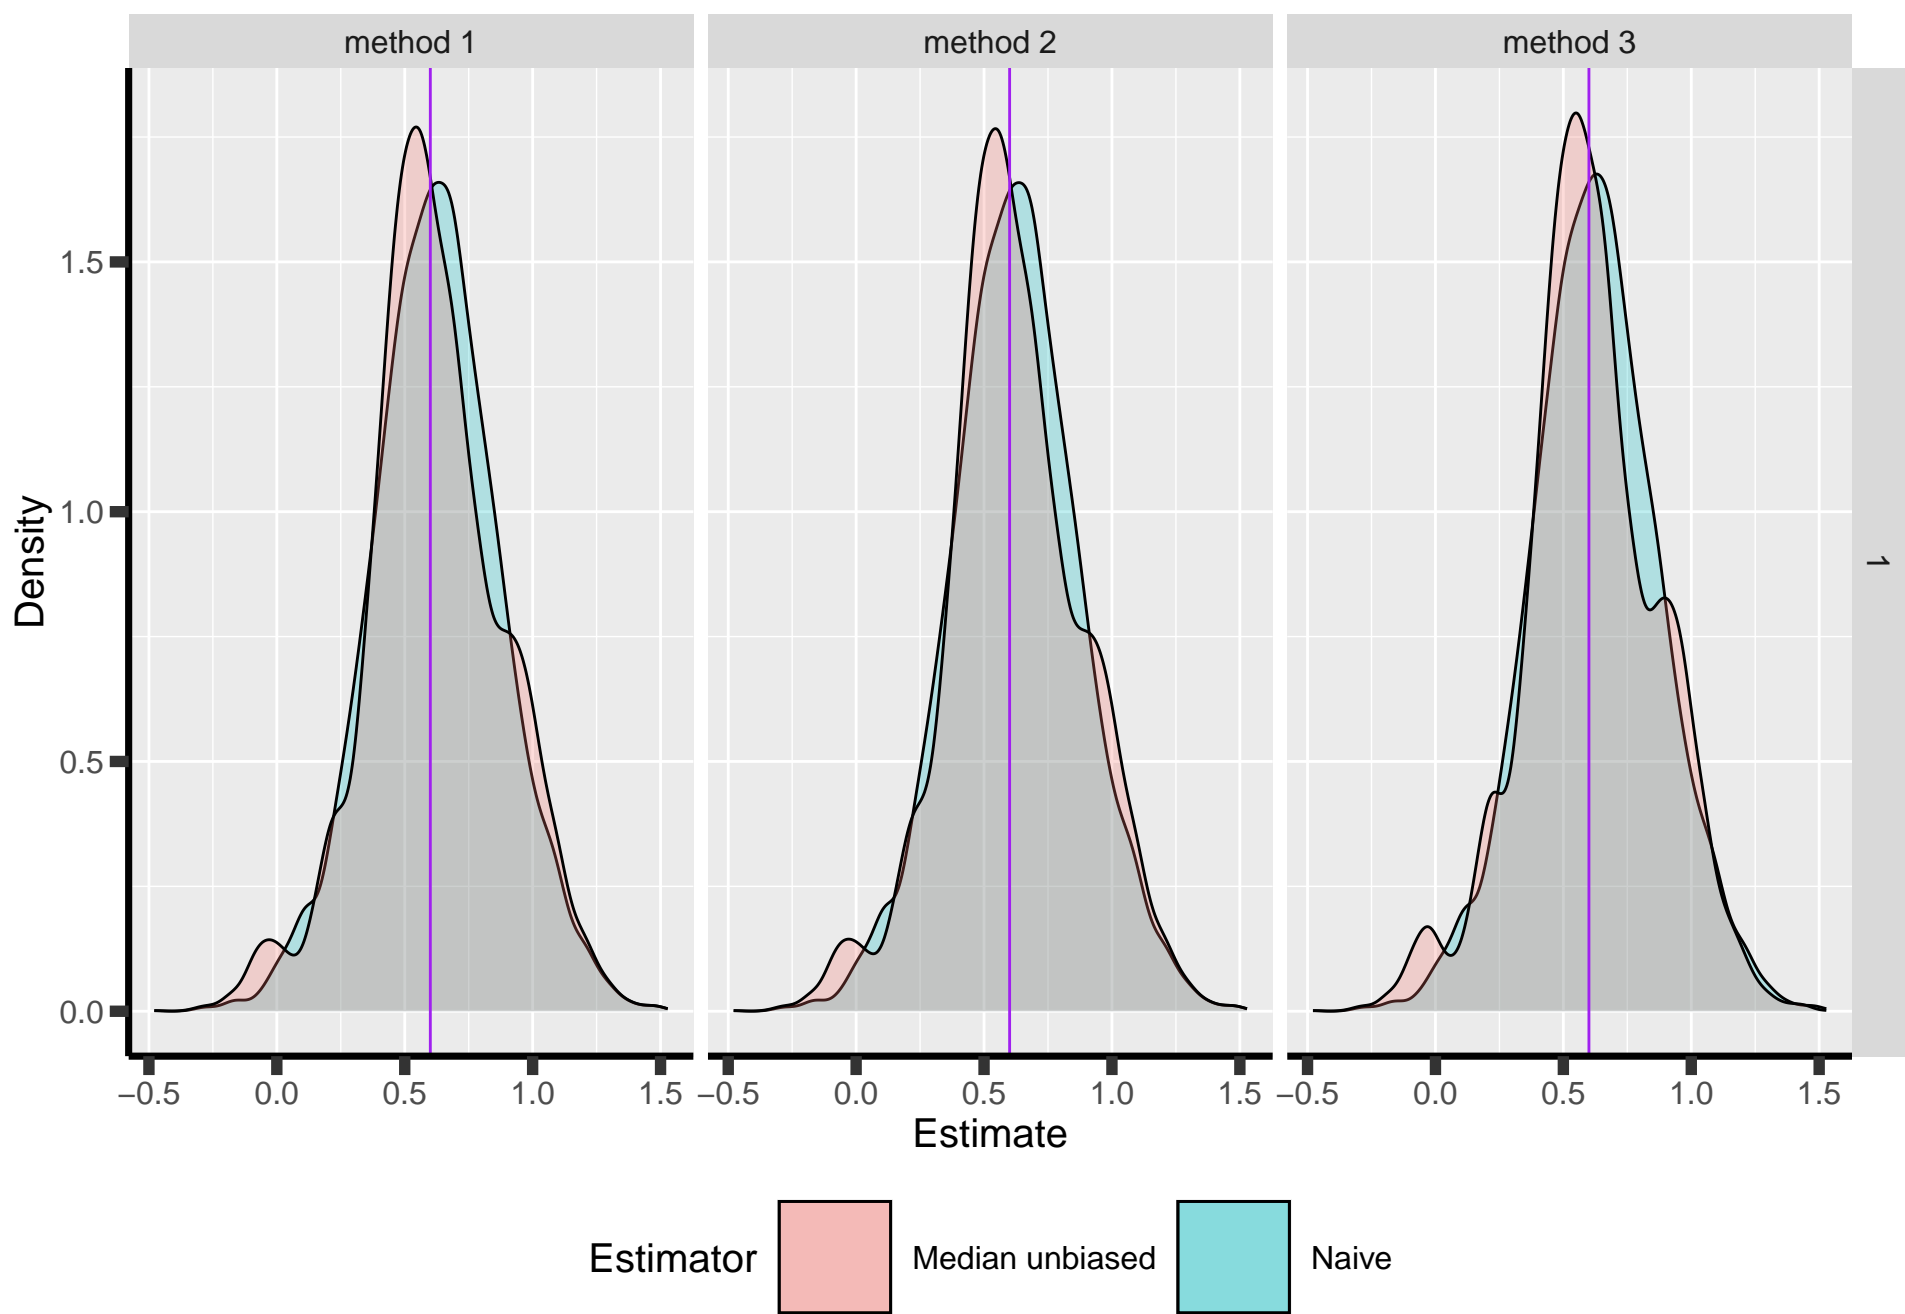 method 1 method 2 method 3
1
Density
1.5
1.0
0.5
0.0
−0.5 0.0 0.5 1.0 1.5 −0.5 0.0 0.5 1.0 1.5 −0.5 0.0 0.5 1.0 1.5
Estimate
Estimator Median unbiased Naive